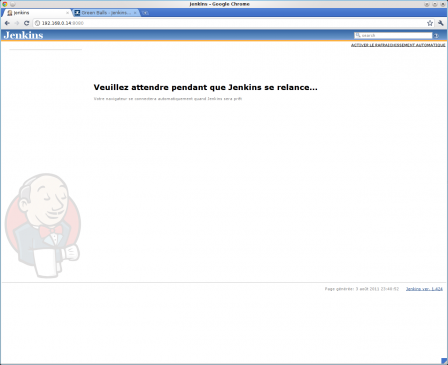 Jenkins - Google Chrome
Jenkins
Green Balls - Jenkins...
192.168.0.14:8080
Jenkins
search
ACTIVER LE RAFRAICHISSEMENT AUTOMATIQUE
Veuillez attendre pendant que Jenkins se relance...
Votre navigateur se connectera automatiquement quand Jenkins sera prêt
Page générée: 3 août 2011 23:46:52
Jenkins ver. 1.424